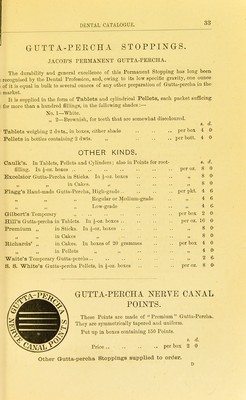 DENTAL CATALOGUE. 33
GUTTA-PERCHA STOPPINGS.
JACOB'S PERMANENT GUTTA-PERCHA.
The durability and general excellence of this Permanent Stopping has long been
recognised by the Dental Profession, and, owing to its low specific gravity, one ounce
of it is equal in bulk to several ounces of any other preparation of Gutta-percha in the
market.
It is supplied in the form of Tablets and cylindrical Pellets, each packet sufficing
for more than a hundred fillings, in the following shades :—
No. 1—White.
„ 2—Brownish, for teeth that are somewhat discoloured.
s. d.
Tablets weighing 2 dwts., in boxes, either shade .. .. per box 4 0
Pellets in bottles containing 2 dwts. .. .. .. per bott. 4 0
OTHER KINDS.
Caulk's. In Tablets, Pellets and Cylinders; also in Points for root- s. d.
filling. In ½-oz. boxes .. .. per oz. 8 0
Excelsior Gutta-Percha in Sticks. In ½-oz. boxes .. „ 8 0
„ „ in Cakes. „ „ 8 0
Flagg's Hand-made Gutta-Percha, High-grade .. per pkt. 4 6
„ „ „ Regular or Medium-grade .. „ 4 6
„ „ „ Low-grade .. „ 4 6
Gilbert's Temporary .. per box 2 0
Hill's Gutta-percha in Tablets. In ½-oz. boxes .. per oz. 16 0
Premium „ in Sticks In ½-oz. boxes .. „ 8 0
„ „ in Cakes „ .. „ 8 0
Richards' „ in Cakes. In boxes of 20 grammes .. per box 4 0
„ „ in Pellets „ .. „ 4 0
Waite's Temporary Gutta-percha .. „ 2 6
S. S. White's Gutta-percha Pellets, in ½-oz. boxes .. per oz. 8 0
GUTTA-PERCHA
NERVE CANAL
GUTTA-PERCHA NERVE CANAL
POINTS.
These Points are made of "Premium" Gutta-Percha.
They are symmetrically tapered and uniform.
Put up in boxes containing 150 Points.
s. d.
Price .. .. per box 2 0
Other Gutta-percha Stoppings supplied to order.
D